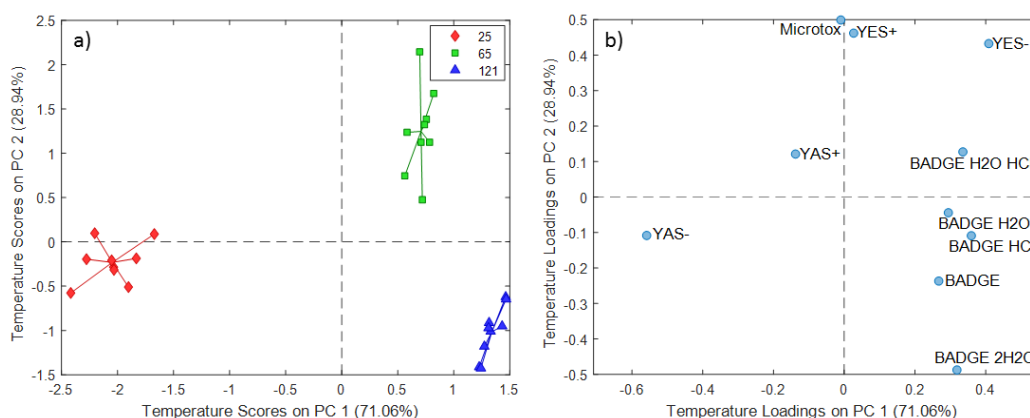 a)
25
65
121
2.5
2
1.5
1
0.5
0
-0.5
-1
-1.5
Temperature Scores on PC 2 (28.94%)
-2.5 -2 -1.5 -1 -0.5 0 0.5 1 1.5
Temperature Scores on PC 1 (71.06%)
b)
0.5
0.4
0.3
0.2
0.1
0
-0.1
-0.2
-0.3
-0.4
-0.5
Temperature Loadings on PC 2 (28.94%)
Microtox
YES+
YES-
YAS+
BADGE H2O HC
YAS-
BADGE H2O
BADGE HC
BADGE
BADGE 2H2O
-0.6 -0.4 -0.2 0 0.2 0.4
Temperature Loadings on PC 1 (71.06%)